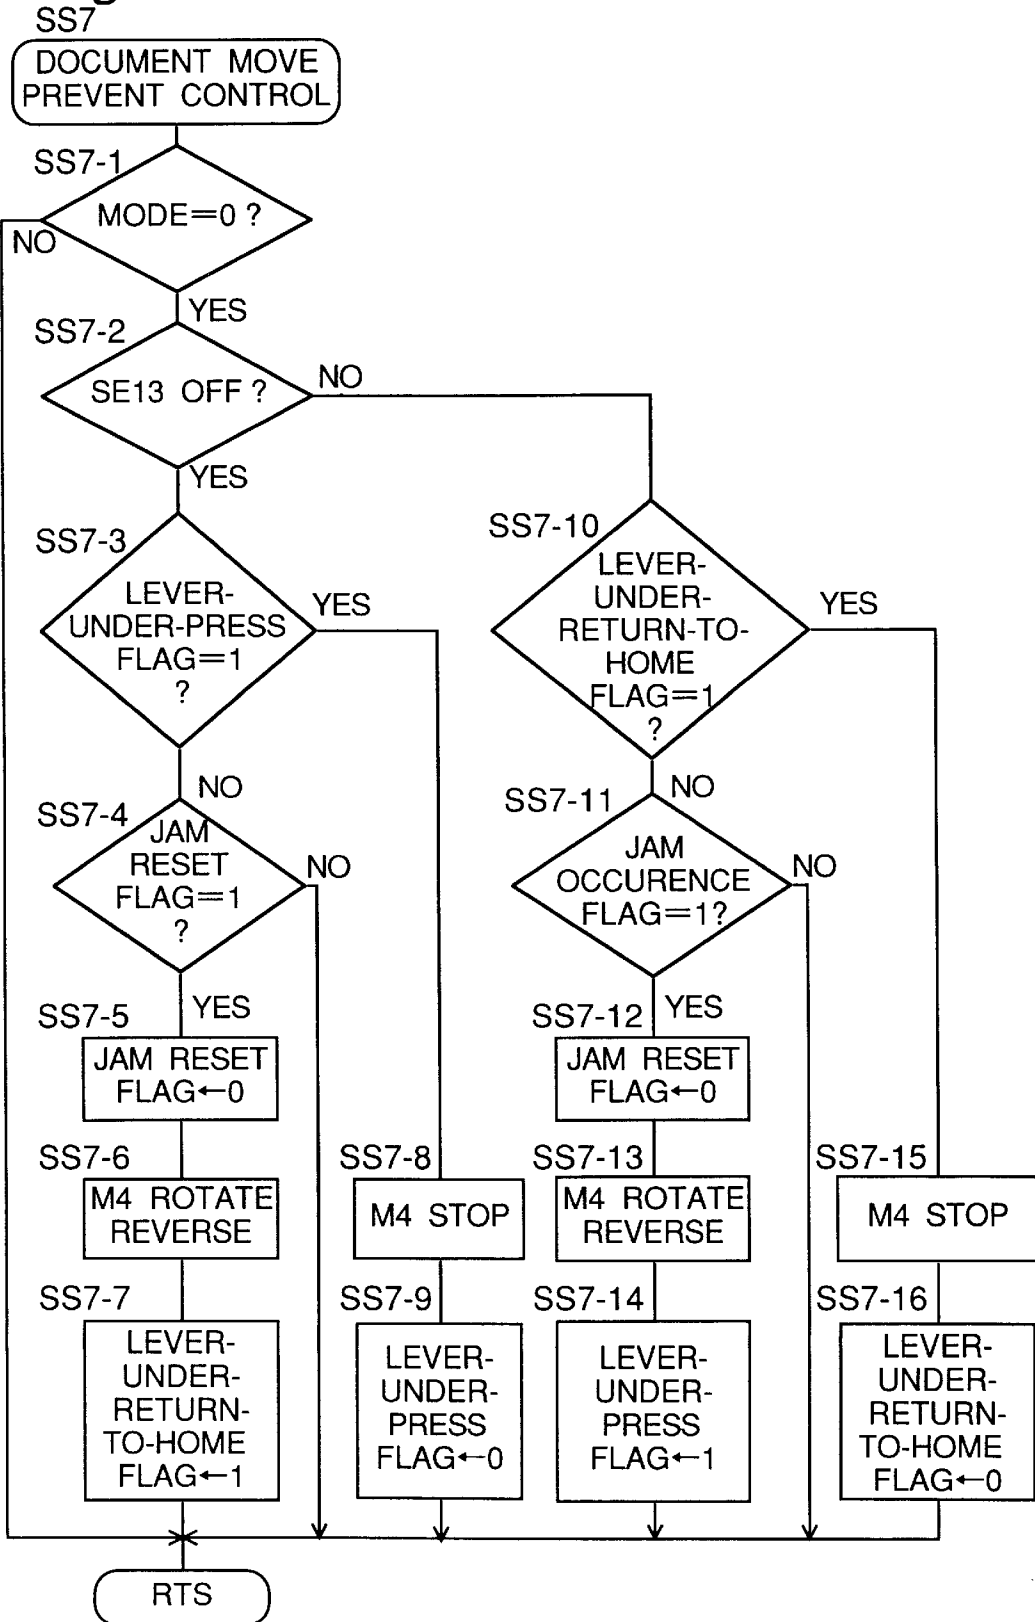 SS7
DOCUMENT MOVE
PREVENT CONTROL
SS7-1
MODE=0 ?
NO
YES
SS7-2
SE13 OFF ?
NO
YES
SS7-3
LEVER-
UNDER-PRESS
FLAG=1
?
YES
NO
SS7-10
LEVER-
UNDER-
RETURN-TO-
HOME
FLAG=1
?
YES
NO
SS7-4
JAM
RESET
FLAG=1
?
NO
YES
SS7-11
JAM
OCCURENCE
FLAG=1?
NO
YES
SS7-5
JAM RESET
FLAG←0
SS7-12
JAM RESET
FLAG←0
SS7-6
M4 ROTATE
REVERSE
SS7-8
M4 STOP
SS7-13
M4 ROTATE
REVERSE
SS7-15
M4 STOP
SS7-7
LEVER-
UNDER-
RETURN-
TO-HOME
FLAG←1
SS7-9
LEVER-
UNDER-
PRESS
FLAG←0
SS7-14
LEVER-
UNDER-
PRESS
FLAG←1
SS7-16
LEVER-
UNDER-
RETURN-
TO-HOME
FLAG←0
RTS